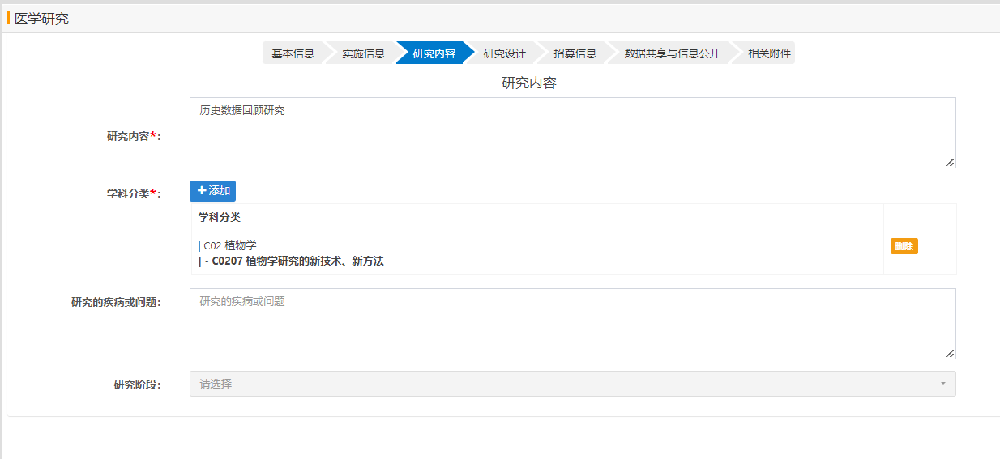 医学研究
基本信息 实施信息 研究内容 研究设计 招募信息 数据共享与信息公开 相关附件
研究内容
研究内容*:
历史数据回顾研究
学科分类*:
添加
学科分类
| C02 植物学
删除
| - C0207 植物学研究的新技术、新方法
研究的疾病或问题:
研究的疾病或问题
研究阶段:
请选择